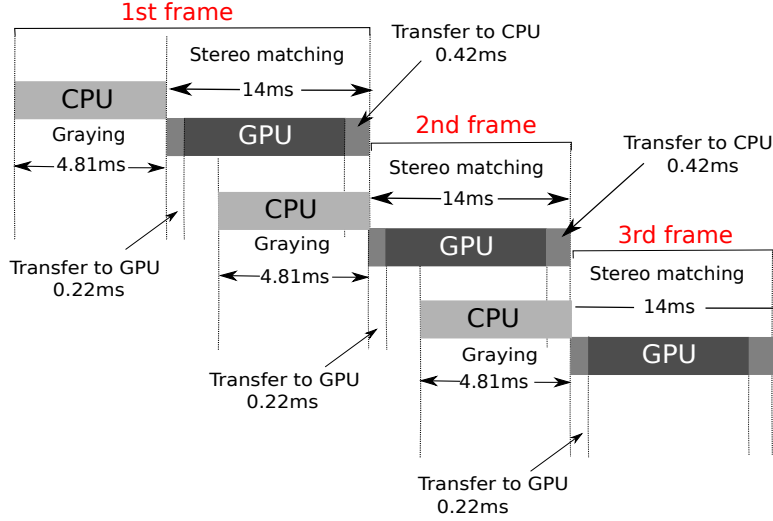 1st frame
Stereo matching
14ms
Transfer to CPU
0.42ms
CPU
Graying
4.81ms
GPU
Transfer to GPU
0.22ms
2nd frame
Stereo matching
14ms
Transfer to CPU
0.42ms
CPU
Graying
4.81ms
GPU
Transfer to GPU
0.22ms
3rd frame
Stereo matching
14ms
CPU
Graying
4.81ms
GPU
Transfer to GPU
0.22ms